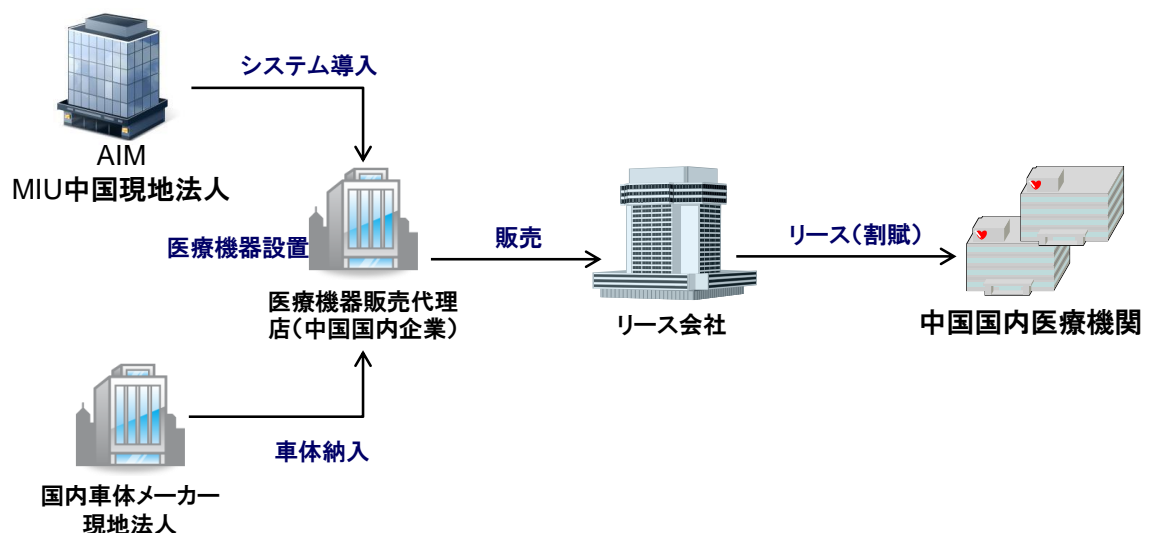 システム導入
AIM
MIU中国現地法人
医療機器設置
販売
リース(割賦)
医療機器販売代理
店(中国国内企業)
リース会社
中国国内医療機関
車体納入
国内車体メーカー
現地法人